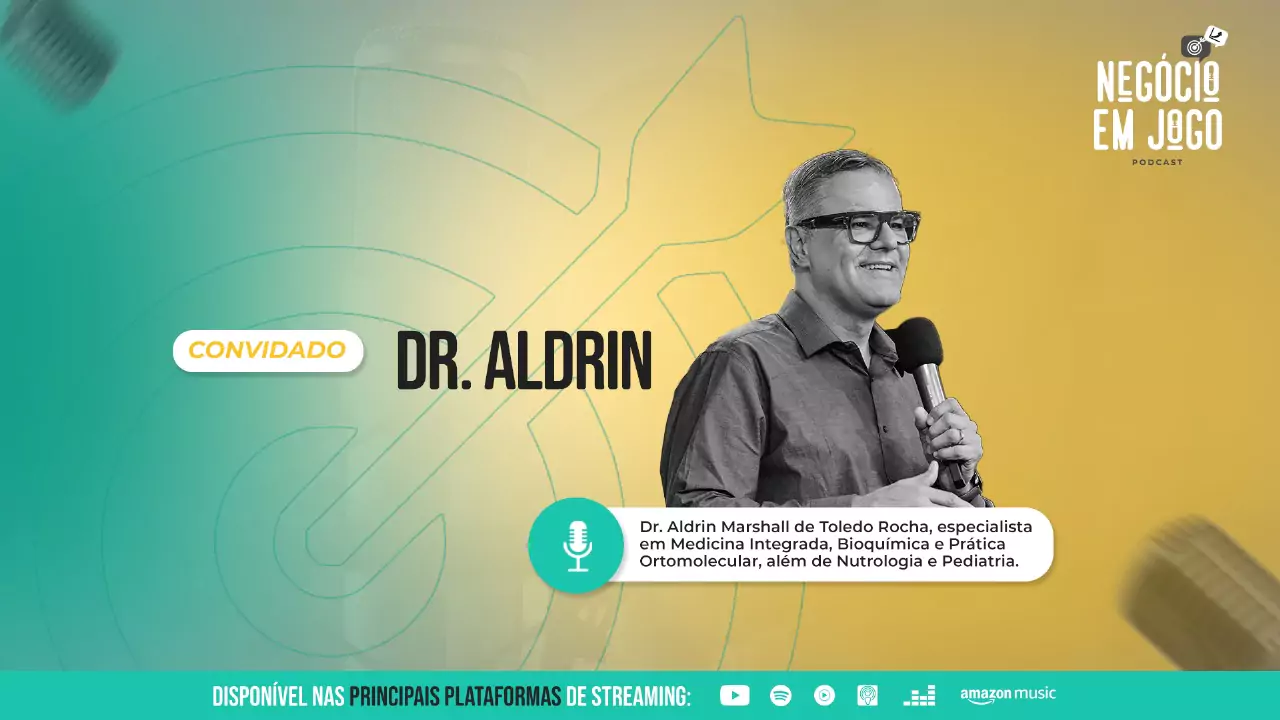 NEGÓCIO
EM JOGO
PODCAST
CONVIDADO
DR. ALDRIN
Dr. Aldrin Marshall de Toledo Rocha, especialista
em Medicina Integrada, Bioquímica e Prática
Ortomolecular, além de Nutrologia e Pediatria.
DISPONÍVEL NAS PRINCIPAIS PLATAFORMAS DE STREAMING:
amazon music